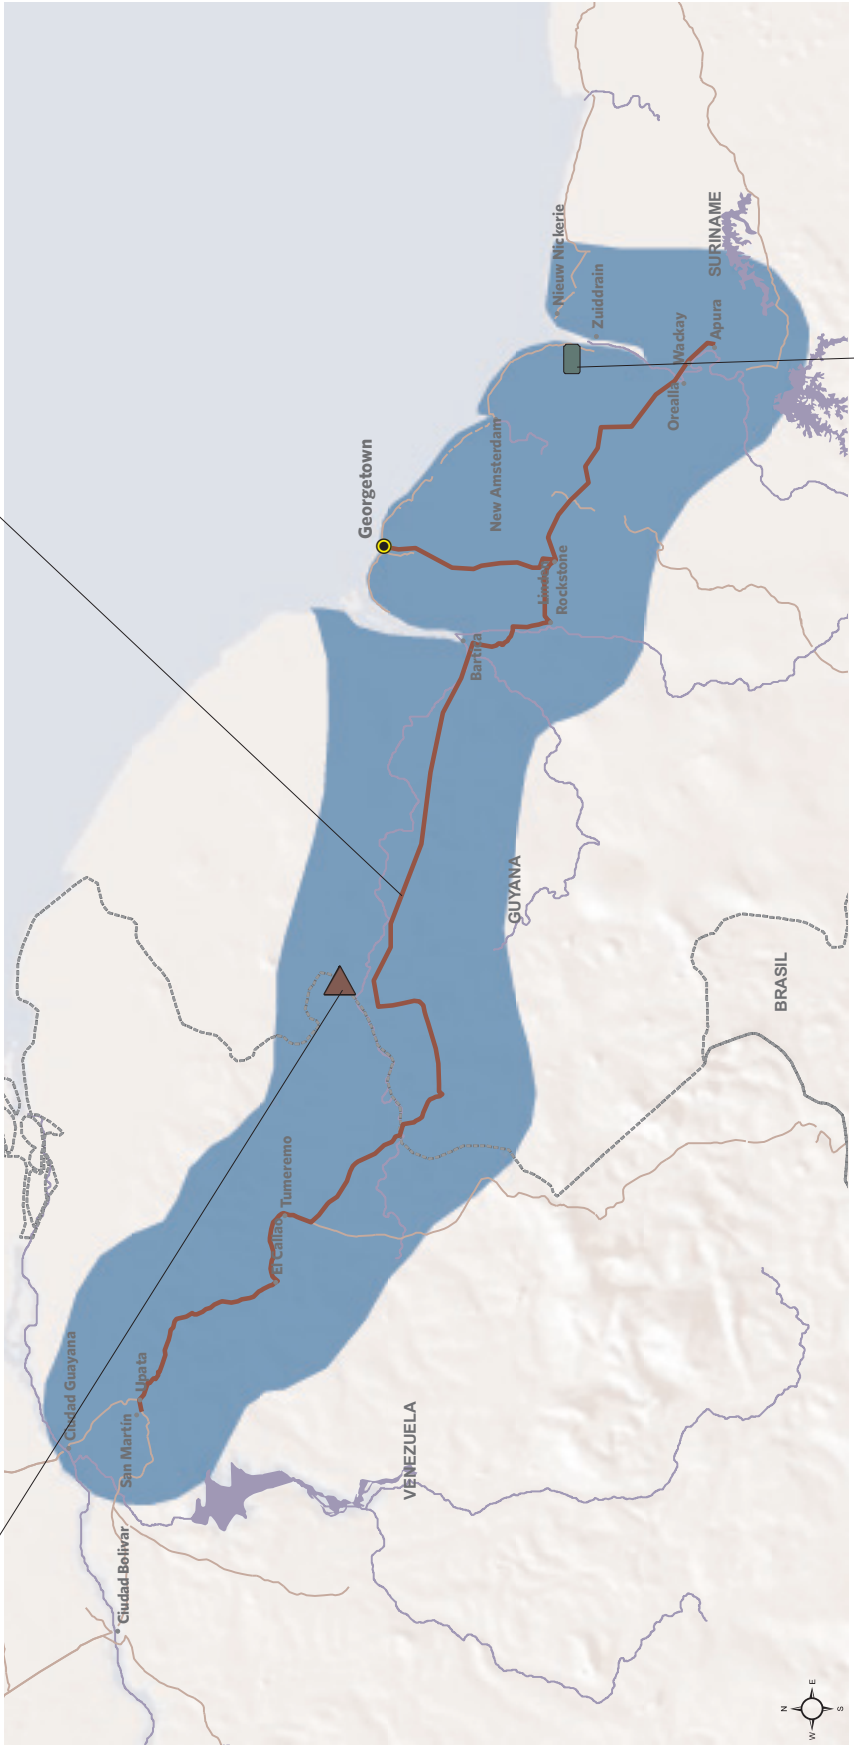 Ciudad Bolivar
San Martin
Ciudad Guayana
Upata
El Callao
Tumeremo
VENEZUELA
GUYANA
BRASIL
Bartica
Linden
Rockstone
Georgetown
New Amsterdam
Orealla
Wackay
Apura
Zuiddrain
Nieuw Nickerie
SURINAME
N
W
E
S